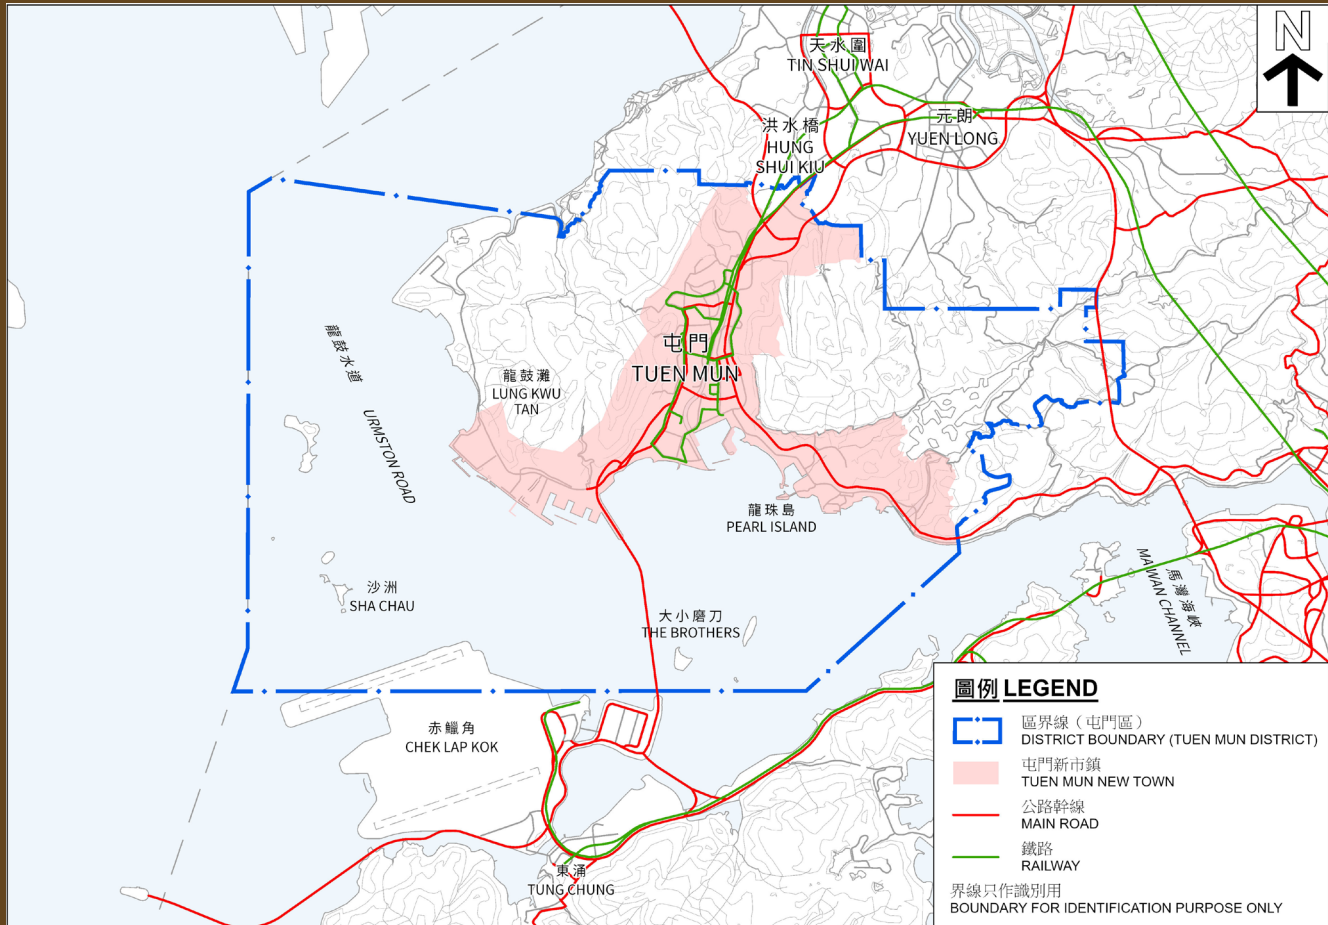 N
天水圍
TIN SHUI WAI
洪水橋
HUNG
SHUI KIU
元朗
YUEN LONG
屯門
TUEN MUN
龍鼓灘
LUNG KWU
TAN
龍鼓水道
URMSTON ROAD
龍珠島
PEARL ISLAND
沙洲
SHA CHAU
大小磨刀
THE BROTHERS
馬灣海峽
MA WAN CHANNEL
赤鱲角
CHEK LAP KOK
東涌
TUNG CHUNG
圖例 LEGEND
區界線（屯門區）
DISTRICT BOUNDARY (TUEN MUN DISTRICT)
屯門新市鎮
TUEN MUN NEW TOWN
公路幹線
MAIN ROAD
鐵路
RAILWAY
界線只作識別用
BOUNDARY FOR IDENTIFICATION PURPOSE ONLY